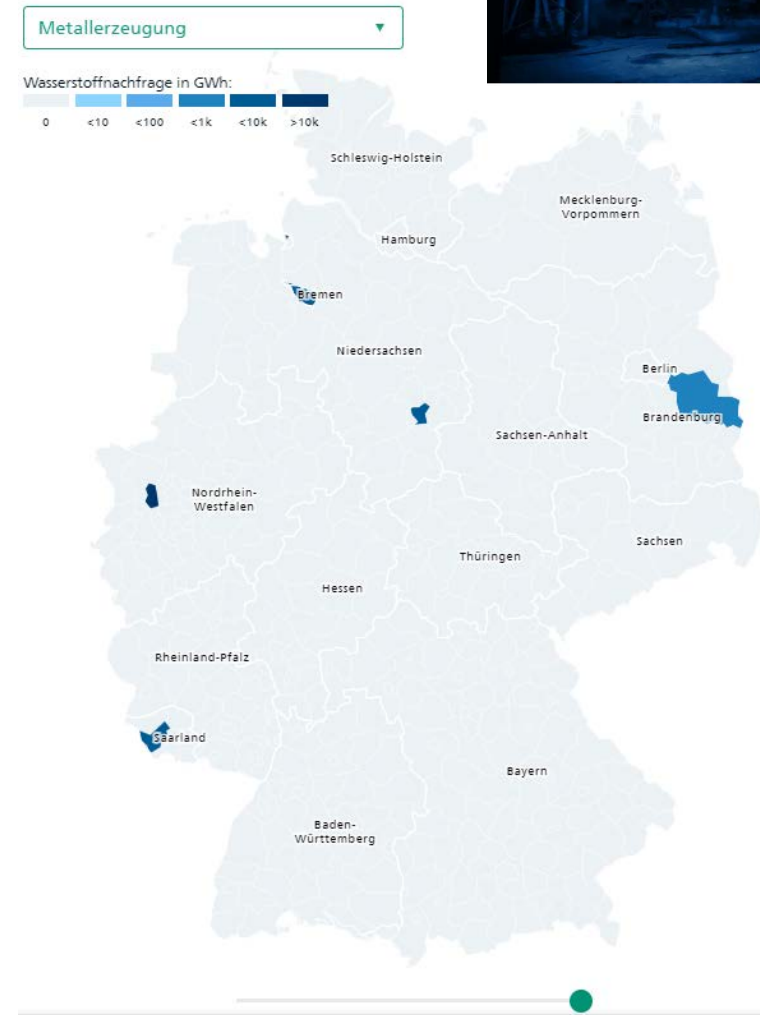 Metallerzeugung
Wasserstoffnachfrage in GWh:
0 <10 <100 <1k <10k >10k
Schleswig-Holstein
Mecklenburg-
Vorpommern
Hamburg
Bremen
Niedersachsen
Berlin
Brandenburg
Sachsen-Anhalt
Nordrhein-
Westfalen
Sachsen
Thüringen
Hessen
Rheinland-Pfalz
Saarland
Bayern
Baden-
Württemberg